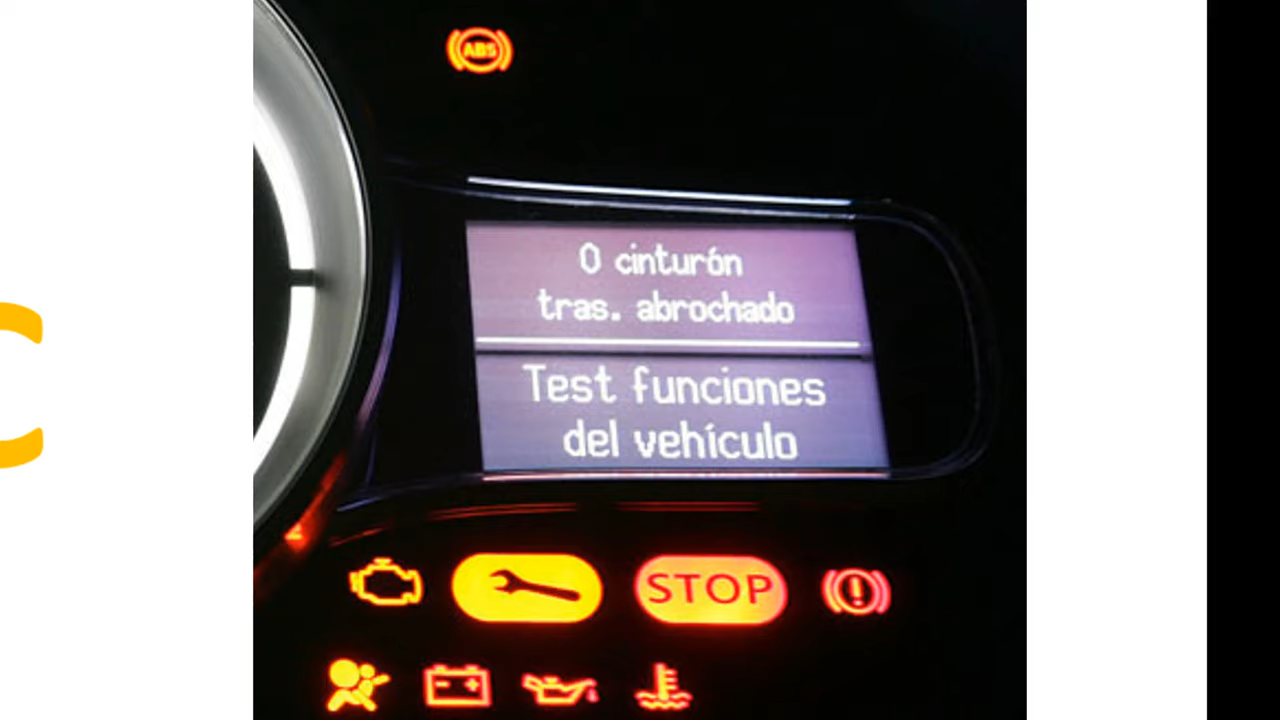 ABS
0 cinturón
tras. abrochado
Test funciones
del vehículo
STOP